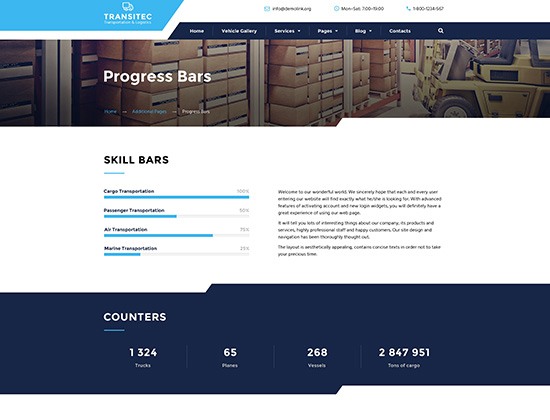 TRANSITEC
Transportation & Logistics
info@demolink.org
Mon–Sat: 7:00–19:00
1-800-1234-567
Home Vehicle Gallery Services Pages Blog Contacts
Progress Bars
Home → Additional Pages → Progress Bars
SKILL BARS
Cargo Transportation 100%
Passenger Transportation 50%
Air Transportation 75%
Marine Transportation 25%
Welcome to our wonderful world. We sincerely hope that each and every user
entering our website will find exactly what he/she is looking for. With advanced
features of activating account and new login widgets, you will definitely have a
great experience of using our web page.
It will tell you lots of interesting things about our company, its products and
services, highly professional staff and happy customers. Our site design and
navigation has been thoroughly thought out.
The layout is aesthetically appealing, contains concise texts in order not to take
your precious time.
COUNTERS
1 324 65 268 2 847 951
Trucks Planes Vessels Tons of cargo